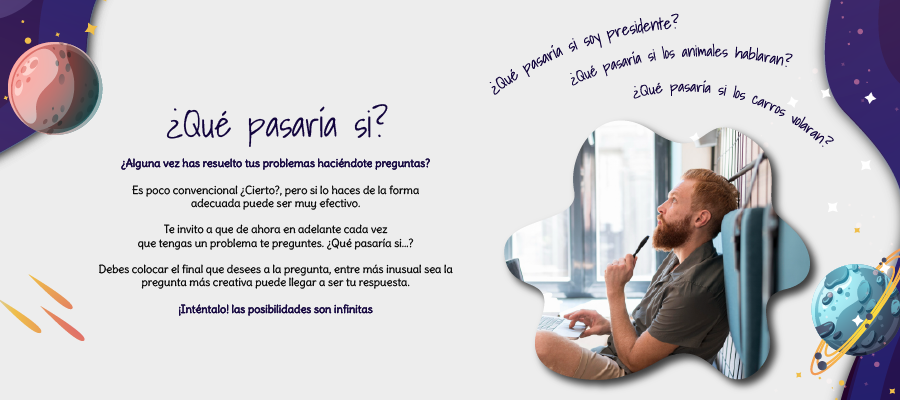 ¿Qué pasaría si?
¿Alguna vez has resuelto tus problemas haciéndote preguntas?
Es poco convencional ¿Cierto?, pero si lo haces de la forma
adecuada puede ser muy efectivo.
Te invito a que de ahora en adelante cada vez
que tengas un problema te preguntes. ¿Qué pasaría si...?
Debes colocar el final que desees a la pregunta, entre más inusual sea la
pregunta más creativa puede llegar a ser tu respuesta.
¡Inténtalo! las posibilidades son infinitas
¿Qué pasaría si soy presidente?
¿Qué pasaría si los animales hablaran?
¿Qué pasaría si los carros volaran?